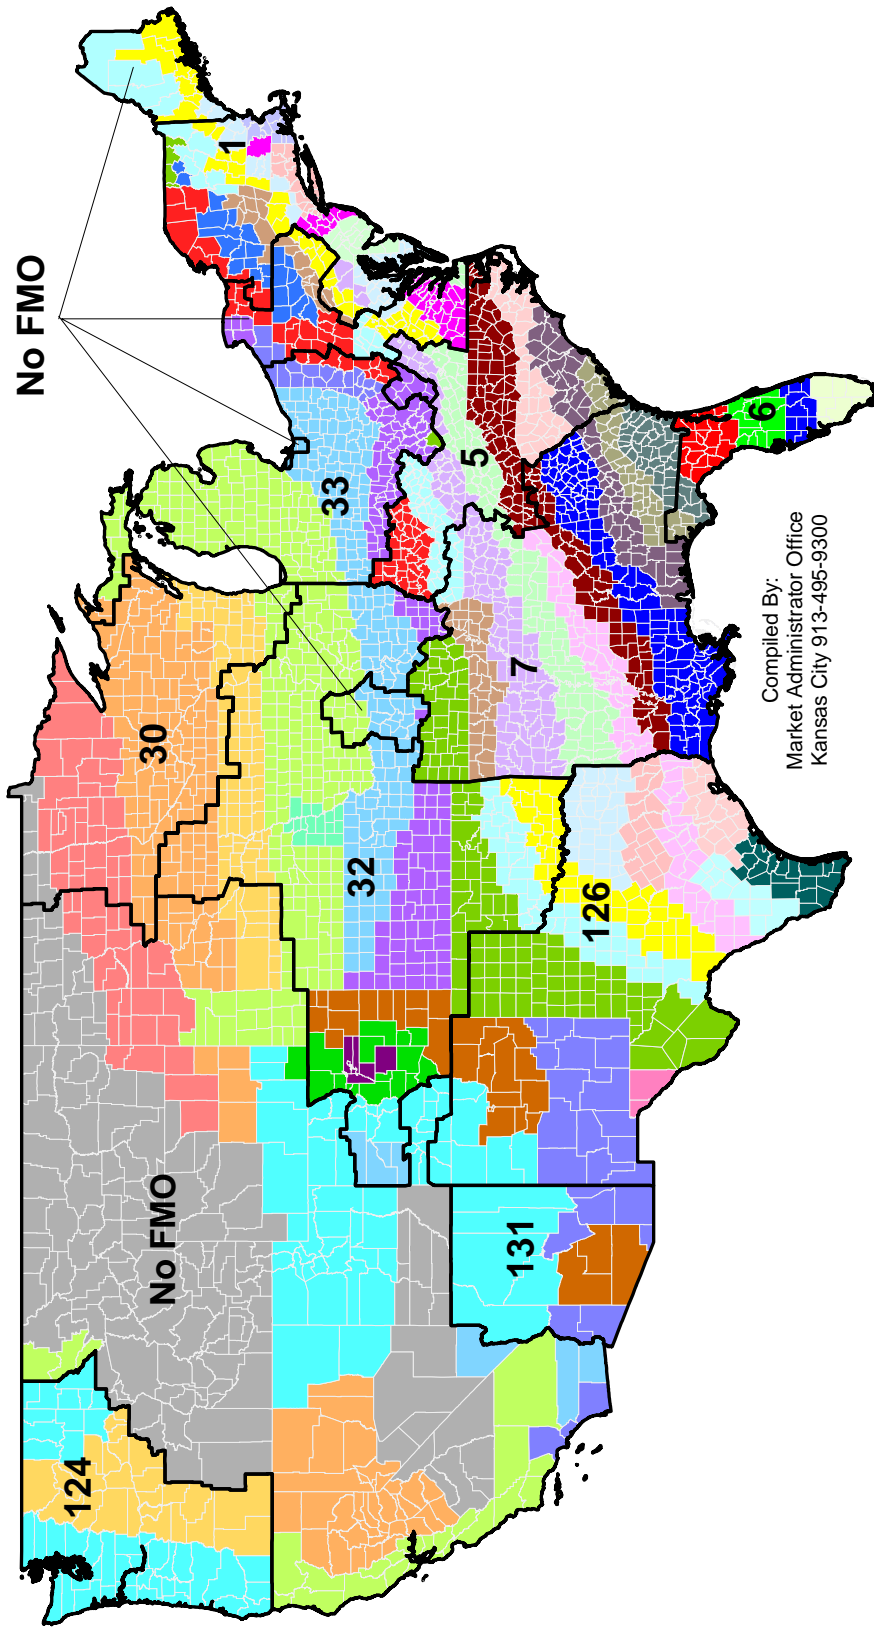 No FMO
1
33
5
6
30
7
32
126
No FMO
131
124
Compiled By:
Market Administrator Office
Kansas City 913-495-9300